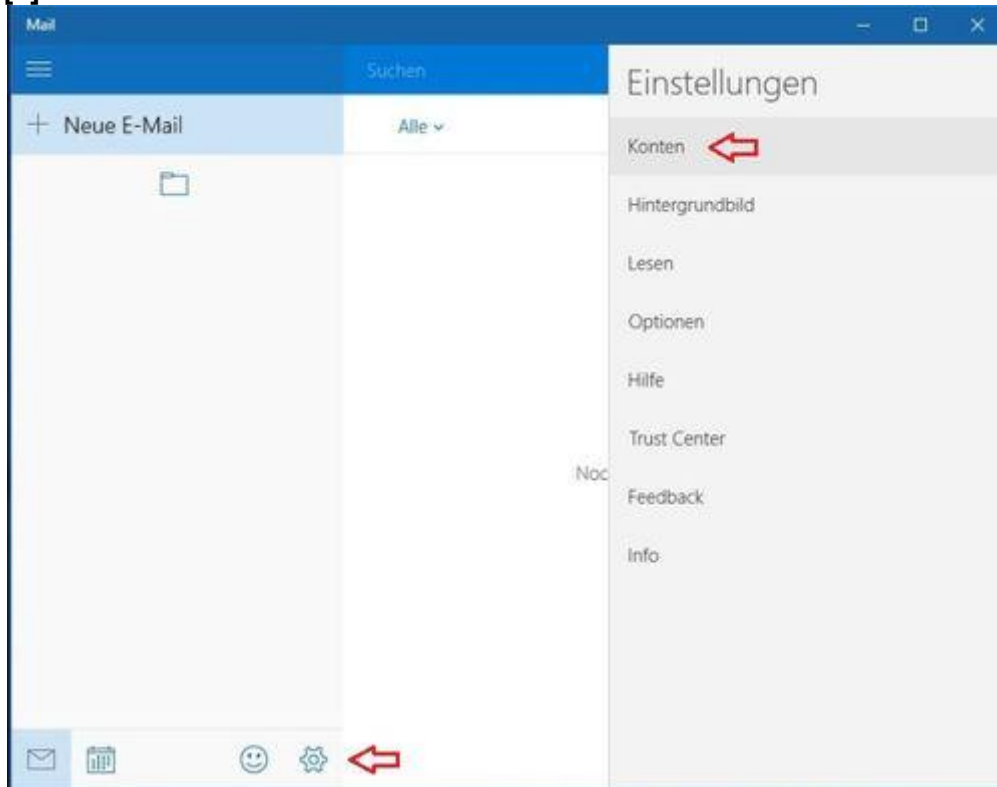 Mail
Suchen
Einstellungen
Neue E-Mail
Alle
Konten
Hintergrundbild
Lesen
Optionen
Hilfe
Trust Center
Noc
Feedback
Info